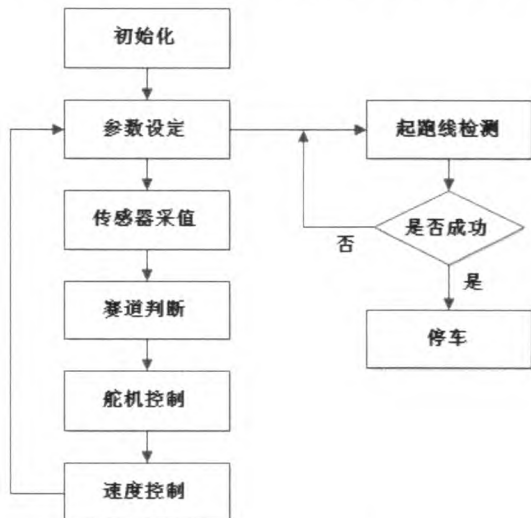 初始化
参数设定
起跑线检测
传感器采值
是否成功
否
是
赛道判断
停车
舵机控制
速度控制